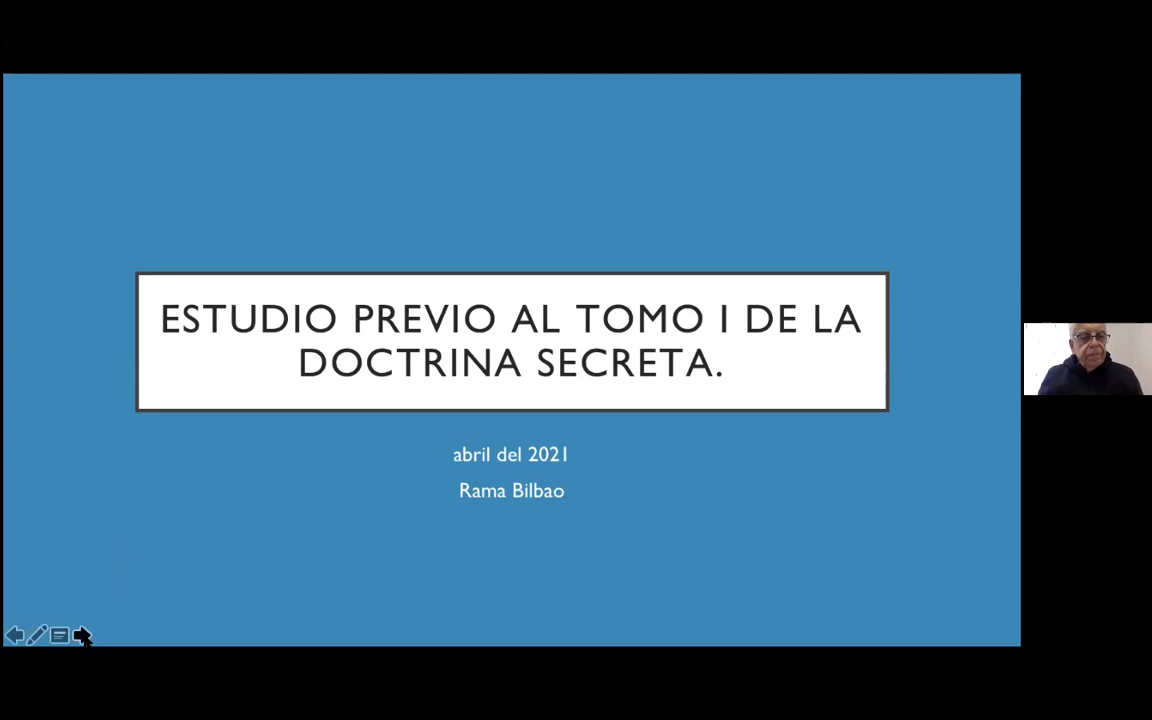 ESTUDIO PREVIO AL TOMO I DE LA
DOCTRINA SECRETA.
abril del 2021
Rama Bilbao